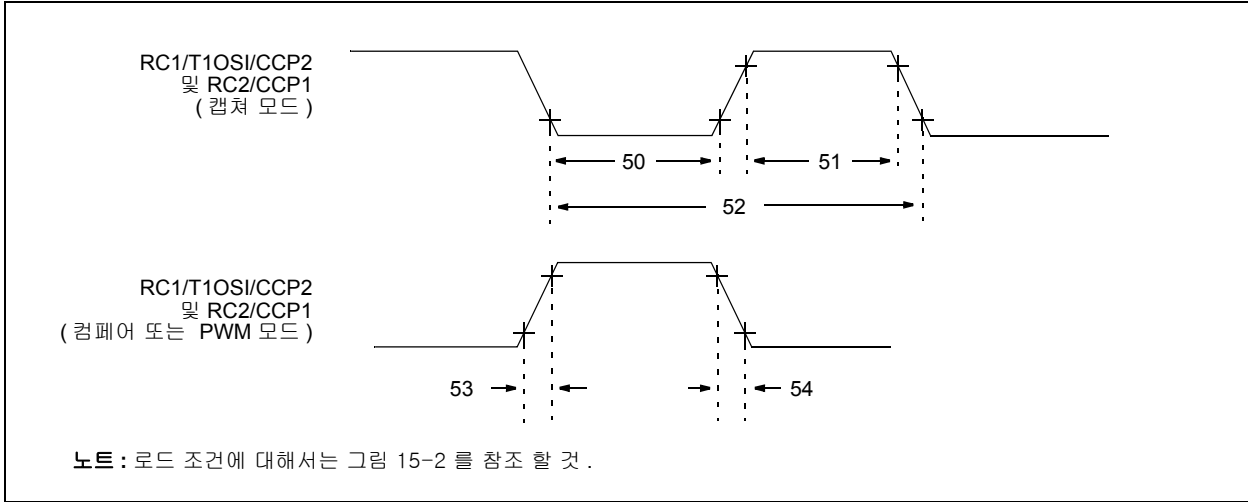 RC1/T1OSI/CCP2
및 RC2/CCP1
( 캡쳐 모드 )
50
51
52
RC1/T1OSI/CCP2
및 RC2/CCP1
( 컴페어 또는 PWM 모드 )
53
54
노트 : 로드 조건에 대해서는 그림 15-2 를 참조 할 것 .